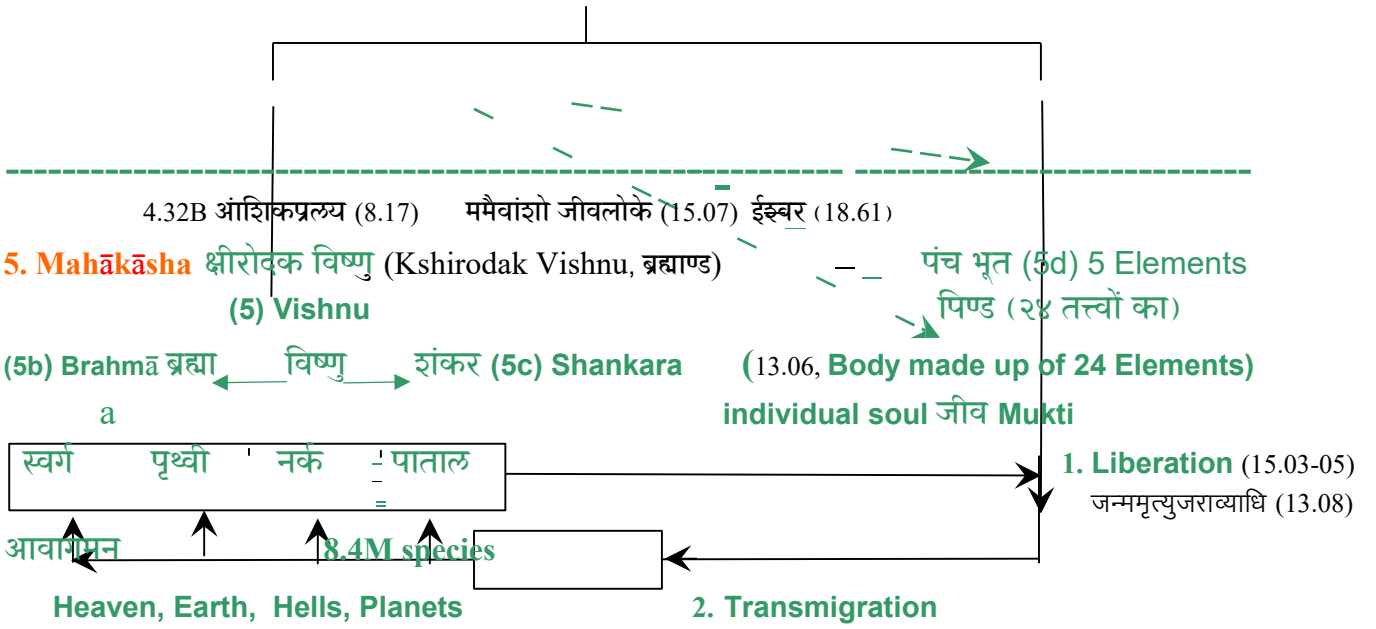 4.32B आंशिकप्रलय (8.17) ममैवांशो जीवलोके (15.07) ईश्वर (18.61)
5. Mahākāsha क्षीरोदक विष्णु (Kshirodak Vishnu, ब्रह्माण्ड) पंच भूत (5d) 5 Elements
(5) Vishnu पिण्ड (२४ तत्त्वों का)
(5b) Brahmā ब्रह्मा विष्णु शंकर (5c) Shankara (13.06, Body made up of 24 Elements)
a individual soul जीव Mukti
स्वर्ग पृथ्वी नर्क पाताल 1. Liberation (15.03-05)
जन्ममृत्युजराव्याधि (13.08)
आवागमन 8.4M species
Heaven, Earth, Hells, Planets 2. Transmigration